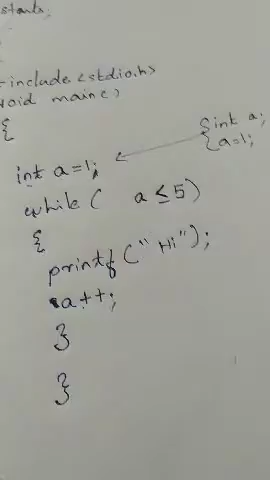 starts;
#include <stdio.h>
void main()
{
int a=1;
{int a;
{a=1;
while( a≤5)
{
printf("Hi");
a++;
}
}